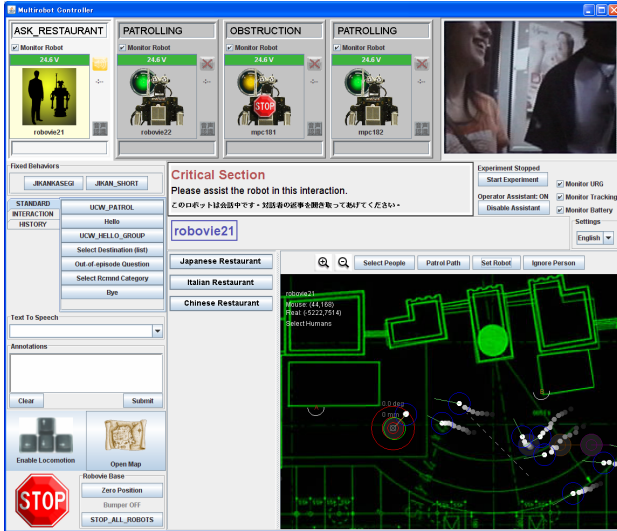 Multirobot Controller
ASK_RESTAURANT
PATROLLING
OBSTRUCTION
PATROLLING
Monitor Robot
Monitor Robot
Monitor Robot
Monitor Robot
24.6 V
24.6 V
24.6 V
24.6 V
STOP
robovie21
robovie22
mpc181
mpc182
Fixed Behaviors
JIKANKASEGI
JIKAN_SHORT
STANDARD
INTERACTION
HISTORY
UCW_PATROL
Hello
UCW_HELLO_GROUP
Select Destination (list)
Out-of-episode Question
Select Rcmnd Category
Bye
Text To Speech
Annotations
Clear
Submit
Enable Locomotion
Open Map
STOP
Robovie Base
Zero Position
Bumper OFF
STOP_ALL_ROBOTS
Critical Section
Please assist the robot in this interaction.
このロボットは会話中です。対話者の返事を聞き取ってあげてください。
robovie21
Experiment Stopped
Start Experiment
Operator Assistant: ON
Disable Assistant
Monitor URG
Monitor Tracking
Monitor Battery
Settings
English
Japanese Restaurant
Italian Restaurant
Chinese Restaurant
Select People
Patrol Path
Set Robot
Ignore Person
robovie21
Mouse: (44,168)
Real: (-5222,7514)
Select Humans
0.0 deg
0 mm